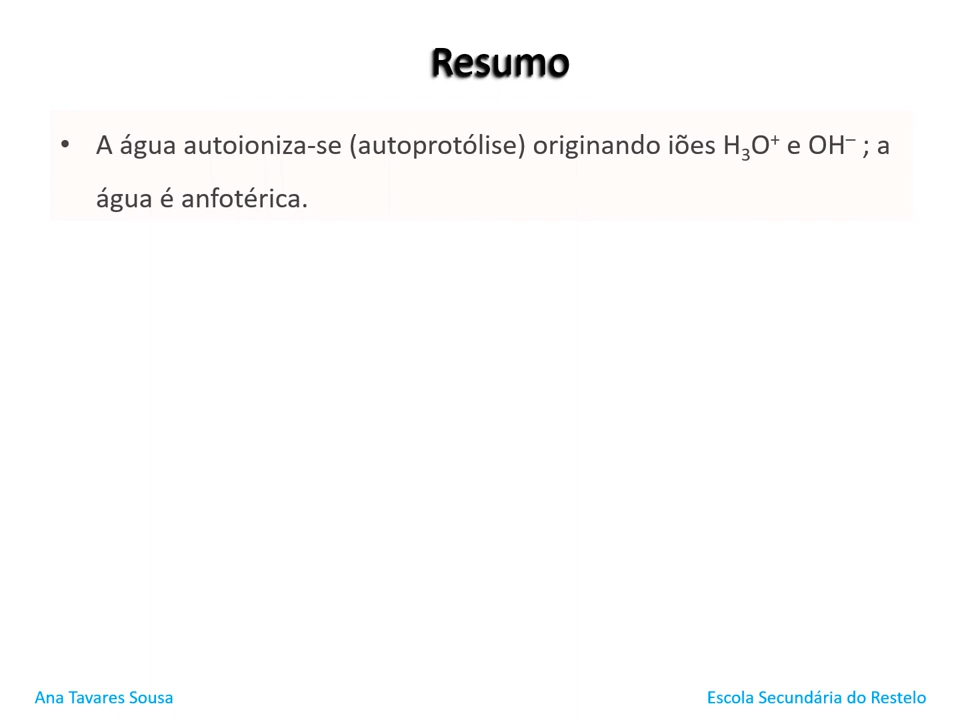 Resumo
• A água autoioniza-se (autoprotólise) originando iões H₃O⁺ e OH⁻ ; a
água é anfotérica.
Ana Tavares Sousa
Escola Secundária do Restelo